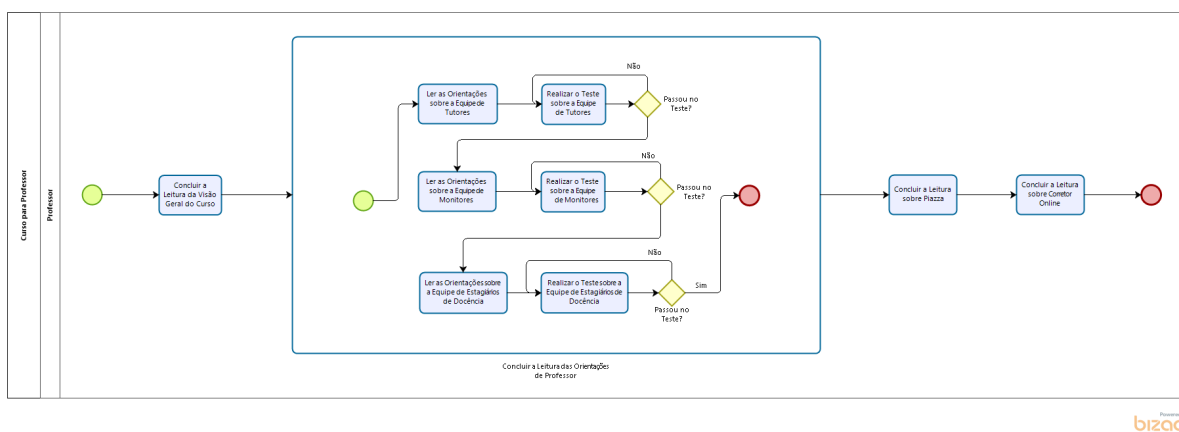 Curso para Professor
Professor
Concluir a
Leitura da Visão
Geral do Curso
Ler as Orientações
sobre a Equipe de
Tutores
Realizar o Teste
sobre a Equipe
de Tutores
Não
Passou no
Teste?
Ler as Orientações
sobre a Equipe de
Monitores
Realizar o Teste
sobre a Equipe
de Monitores
Não
Passou no
Teste?
Ler as Orientações sobre
a Equipe de Estagiários
de Docência
Realizar o Teste sobre a
Equipe de Estagiários de
Docência
Não
Passou no
Teste?
Sim
Concluir a Leitura das Orientações
de Professor
Concluir a Leitura
sobre Piazza
Concluir a Leitura
sobre Corretor
Online